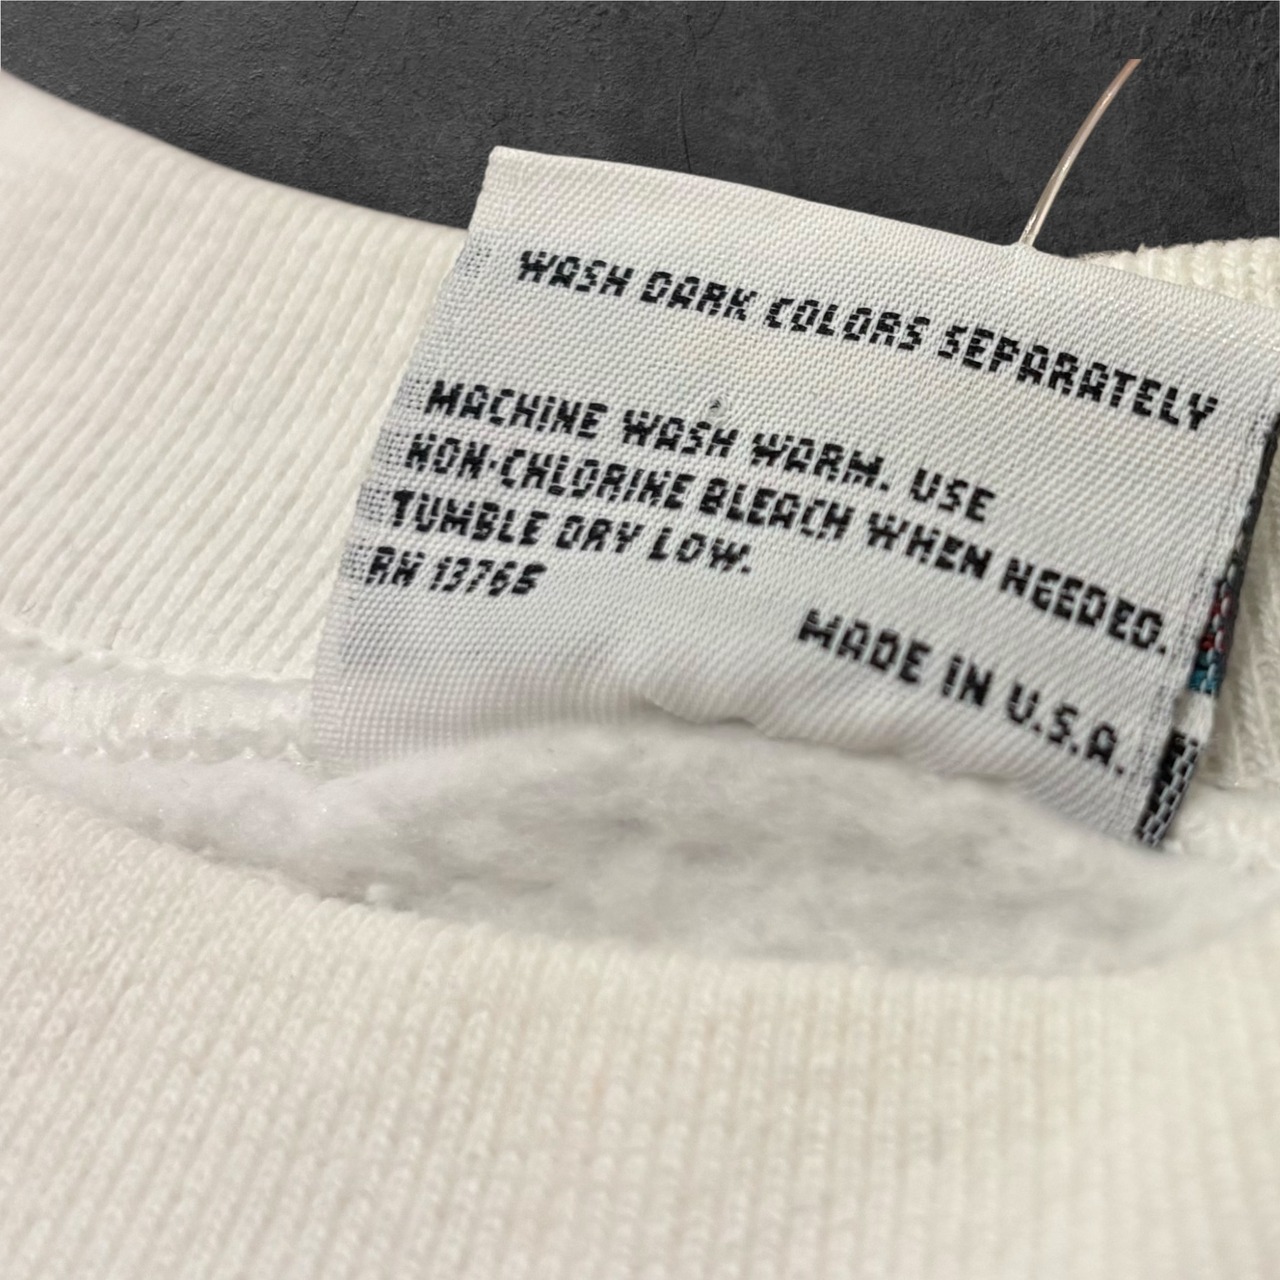 WASH DARK COLORS SEPARATELY
MACHINE WASH WARM. USE
NON-CHLORINE BLEACH WHEN NEEDED.
TUMBLE DRY LOW.
RN 13765
MADE IN U.S.A.